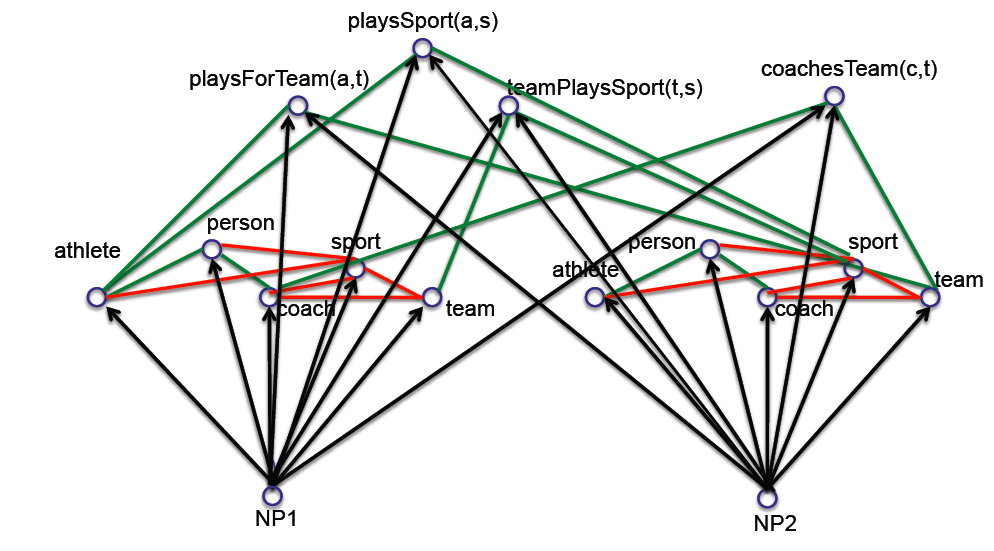 playsSport(a,s)
playsForTeam(a,t)
teamPlaysSport(t,s)
coachesTeam(c,t)
person
sport
athlete
coach
team
person
sport
athlete
team
coach
NP1
NP2